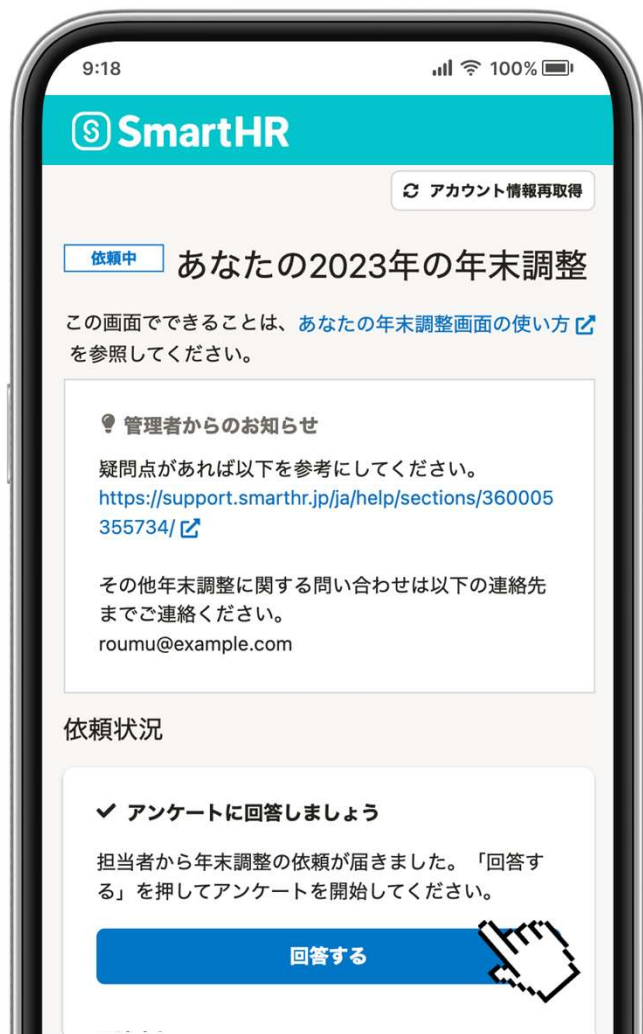 9:18
100%
SmartHR
アカウント情報再取得
依頼中
あなたの2023年の年末調整
この画面でできることは、あなたの年末調整画面の使い方
を参照してください。
管理者からのお知らせ
疑問点があれば以下を参考にしてください。
https://support.smarthr.jp/ja/help/sections/360005
355734/
その他年末調整に関する問い合わせは以下の連絡先
までご連絡ください。
roumu@example.com
依頼状況
アンケートに回答しましょう
担当者から年末調整の依頼が届きました。「回答す
る」を押してアンケートを開始してください。
回答する